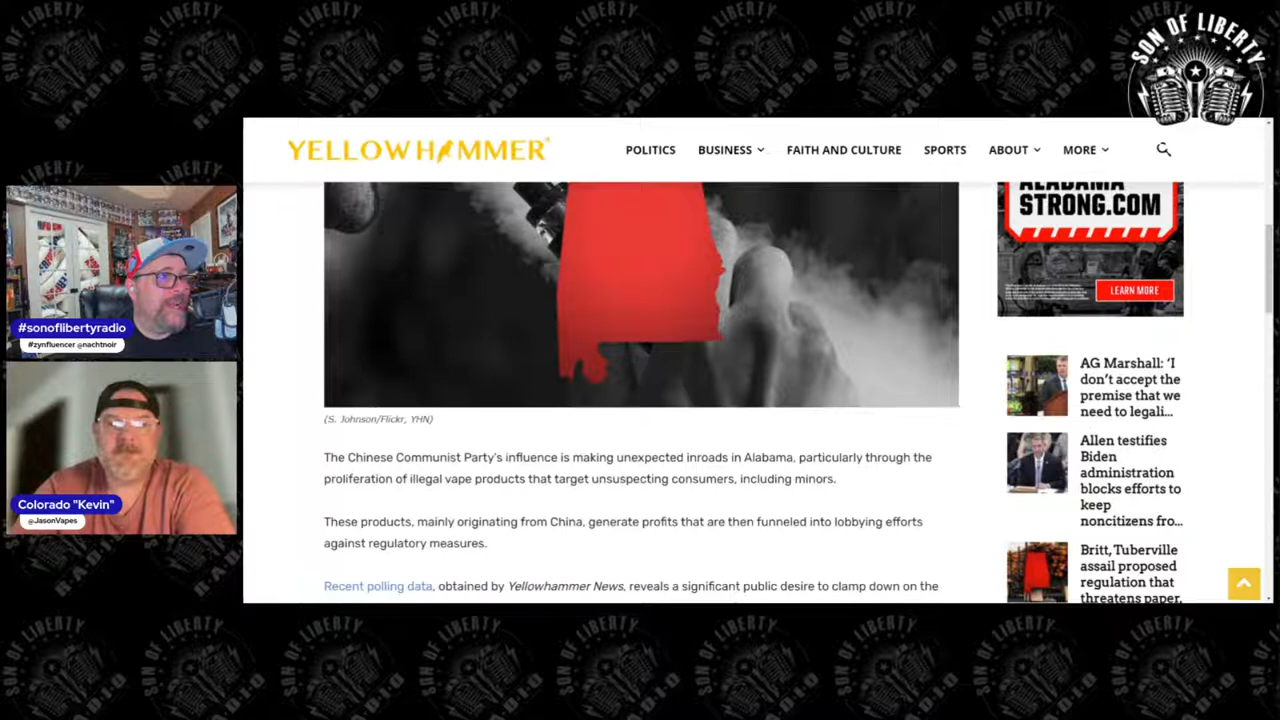 SON OF LIBERTY
YELLOWHAMMER
POLITICS
BUSINESS
FAITH AND CULTURE
SPORTS
ABOUT
MORE
ALABAMA
STRONG.COM
LEARN MORE
#sonoflibertyradio
#zynfluencer @nachtnoir
Colorado "Kevin"
@JasonVapes
(S. Johnson/Flickr, YHN)
The Chinese Communist Party's influence is making unexpected inroads in Alabama, particularly through the
proliferation of illegal vape products that target unsuspecting consumers, including minors.
These products, mainly originating from China, generate profits that are then funneled into lobbying efforts
against regulatory measures.
Recent polling data, obtained by Yellowhammer News, reveals a significant public desire to clamp down on the
AG Marshall: ‘I
don’t accept the
premise that we
need to legali...
Allen testifies
Biden
administration
blocks efforts to
keep
noncitizens fro...
Britt, Tuberville
assail proposed
regulation that
threatens paper,
SON OF LIBERTY
RADIO